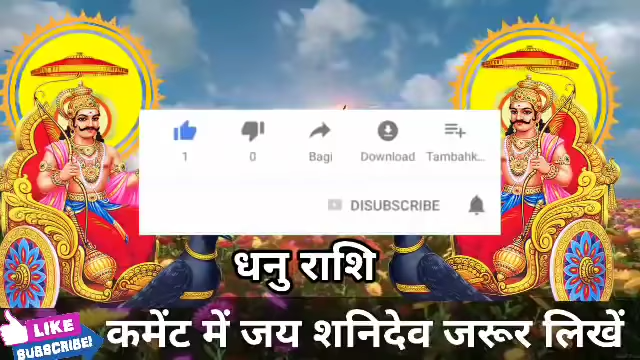 1
0
Bagi
Download
Tambahk...
DISUBSCRIBE
धनु राशि
LIKE
SUBSCRIBE!
कमेंट में जय शनिदेव जरूर लिखें